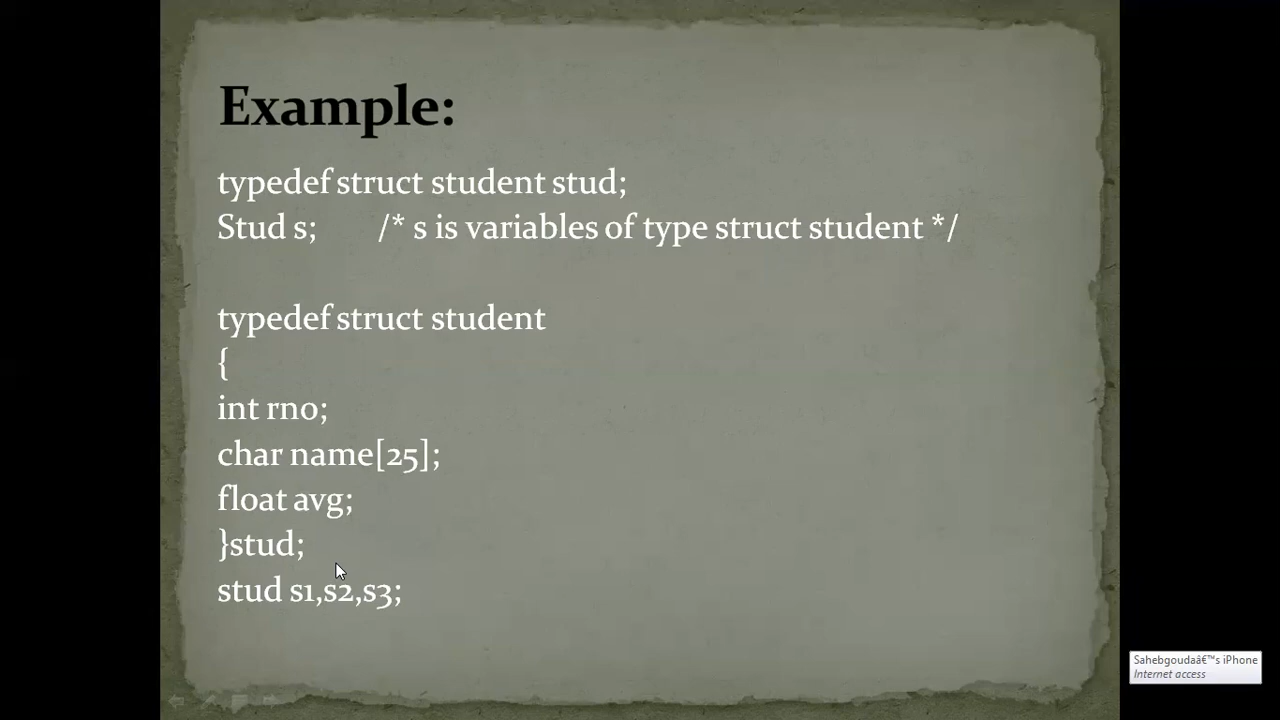 Example:
typedef struct student stud;
Stud s; /* s is variables of type struct student */
typedef struct student
{
int rno;
char name[25];
float avg;
}stud;
stud s1,s2,s3;
Sahebgoudaâ€™s iPhone
Internet access